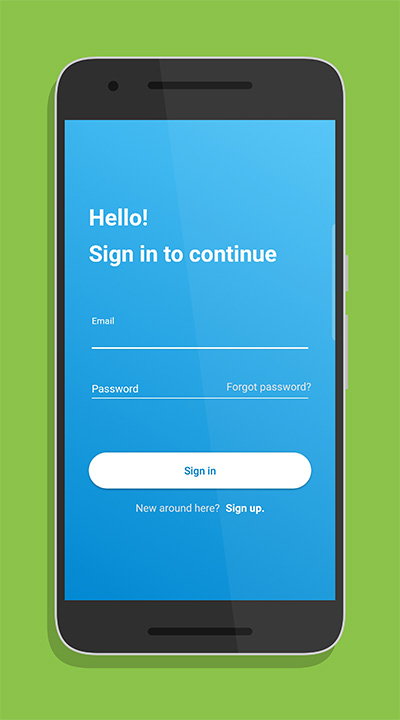 Hello!
Sign in to continue
Email
Password Forgot password?
Sign in
New around here? Sign up.